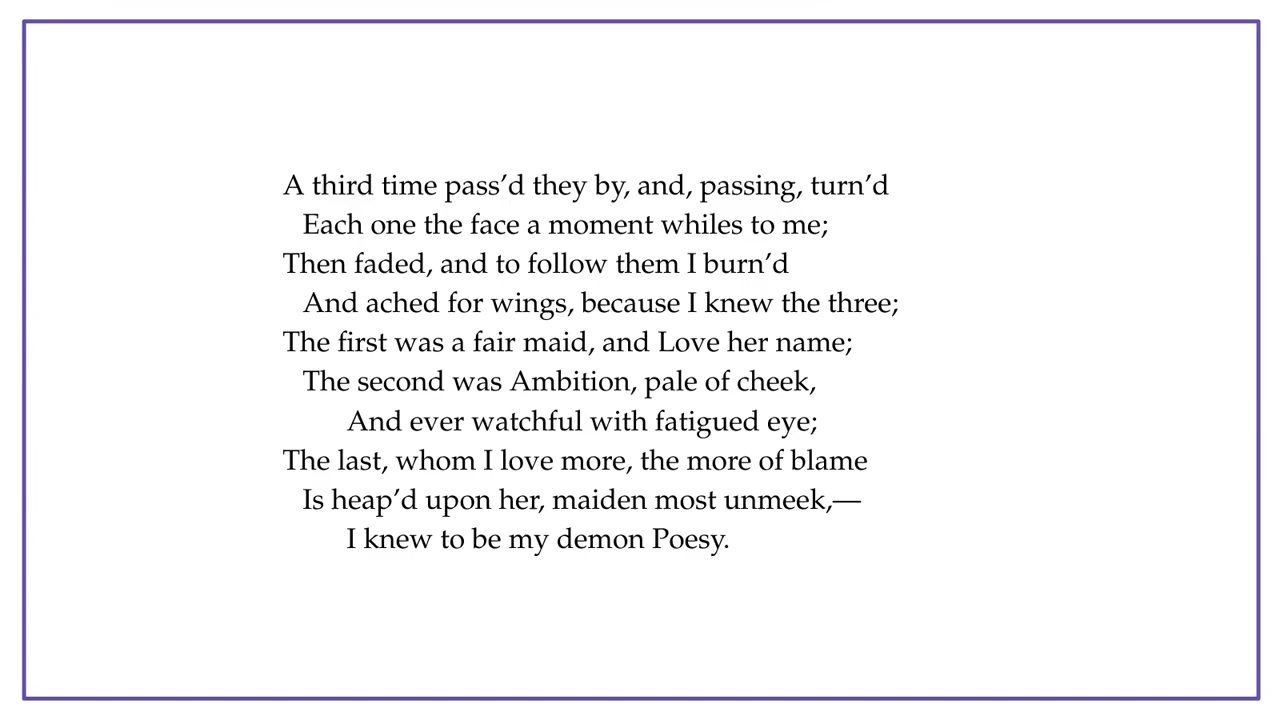 A third time pass’d they by, and, passing, turn’d
Each one the face a moment whiles to me;
Then faded, and to follow them I burn’d
And ached for wings, because I knew the three;
The first was a fair maid, and Love her name;
The second was Ambition, pale of cheek,
And ever watchful with fatigued eye;
The last, whom I love more, the more of blame
Is heap’d upon her, maiden most unmeek,—
I knew to be my demon Poesy.